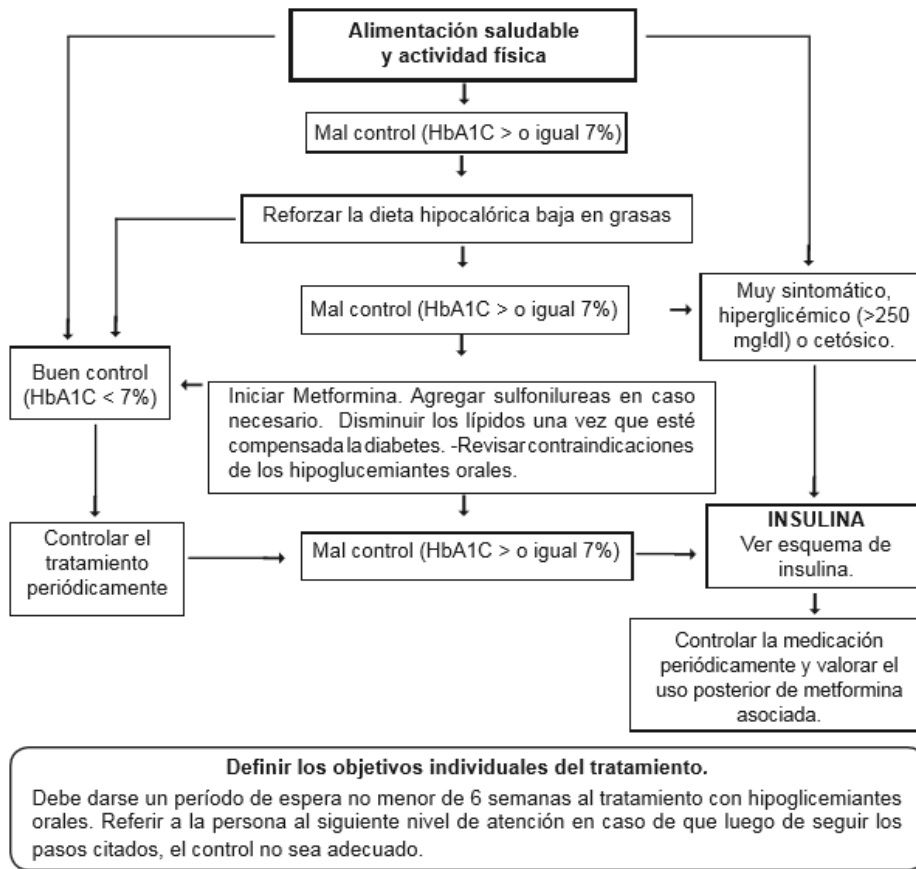 Alimentación saludable
y actividad física
Mal control (HbA1C > o igual 7%)
Reforzar la dieta hipocalórica baja en grasas
Mal control (HbA1C > o igual 7%)
Muy sintomático,
hiperglicémico (>250
mg!dl) o cetósico.
Buen control
(HbA1C < 7%)
Iniciar Metformina. Agregar sulfonilureas en caso
necesario. Disminuir los lípidos una vez que esté
compensada la diabetes. -Revisar contraindicaciones
de los hipoglucemiantes orales.
Controlar el
tratamiento
periódicamente
Mal control (HbA1C > o igual 7%)
INSULINA
Ver esquema de
insulina.
Controlar la medicación
periódicamente y valorar el
uso posterior de metformina
asociada.
Definir los objetivos individuales del tratamiento.
Debe darse un período de espera no menor de 6 semanas al tratamiento con hipoglicemiantes
orales. Referir a la persona al siguiente nivel de atención en caso de que luego de seguir los
pasos citados, el control no sea adecuado.